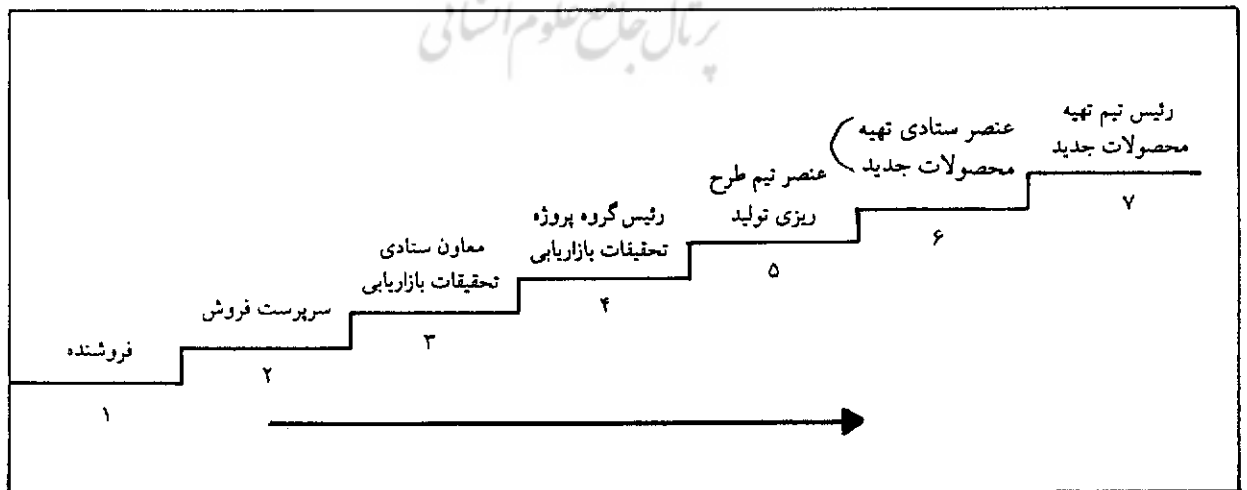 پرتال جامع علوم انسانی
رئیس تیم تهیه
محصولات جدید
۷
عنصر ستادی تهیه
محصولات جدید
۶
عنصر تیم طرح
ریزی تولید
۵
رئیس گروه پروژه
تحقیقات بازاریابی
۴
معاون ستادی
تحقیقات بازاریابی
۳
سرپرست فروش
۲
فروشنده
۱